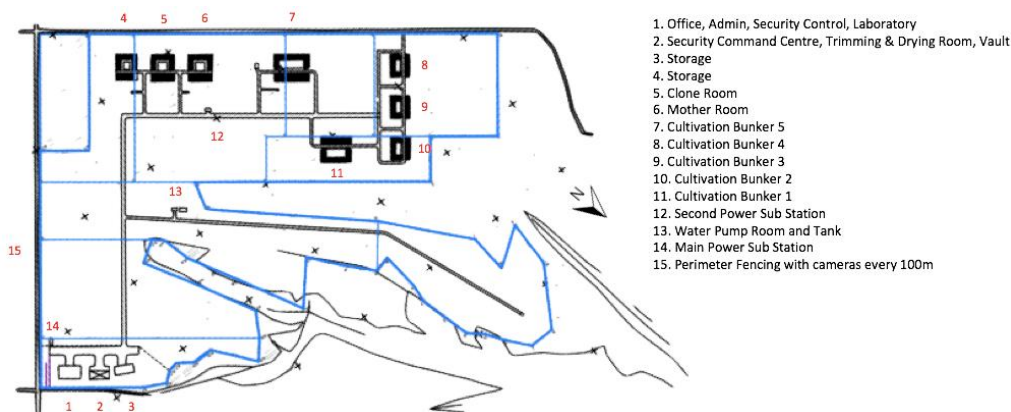 4 5 6 7
8
9
10
11
12
13
14
15
1 2 3
N
1. Office, Admin, Security Control, Laboratory
2. Security Command Centre, Trimming & Drying Room, Vault
3. Storage
4. Storage
5. Clone Room
6. Mother Room
7. Cultivation Bunker 5
8. Cultivation Bunker 4
9. Cultivation Bunker 3
10. Cultivation Bunker 2
11. Cultivation Bunker 1
12. Second Power Sub Station
13. Water Pump Room and Tank
14. Main Power Sub Station
15. Perimeter Fencing with cameras every 100m